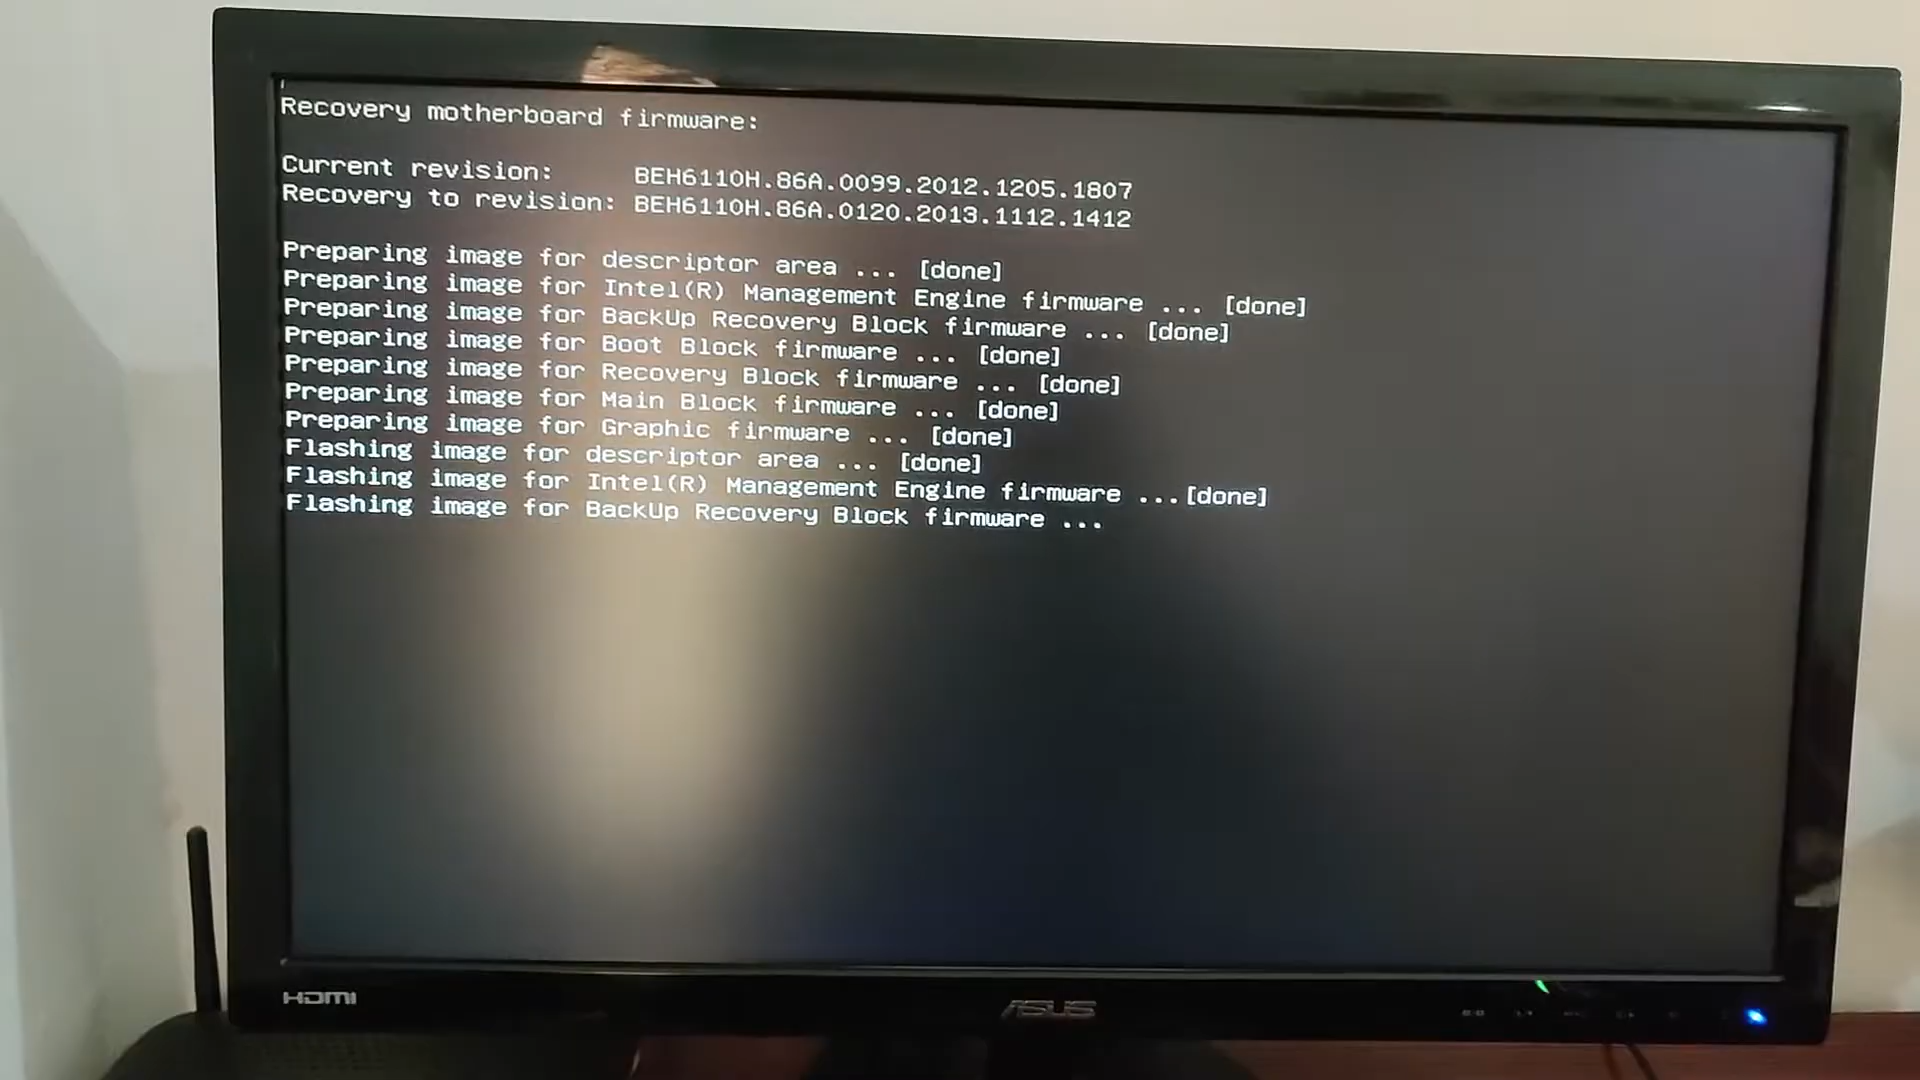 Recovery motherboard firmware:
Current revision: BEH6110H.86A.0099.2012.1205.1807
Recovery to revision: BEH6110H.86A.0120.2013.1112.1412
Preparing image for descriptor area ... [done]
Preparing image for Intel(R) Management Engine firmware ... [done]
Preparing image for BackUp Recovery Block firmware ... [done]
Preparing image for Boot Block firmware ... [done]
Preparing image for Recovery Block firmware ... [done]
Preparing image for Main Block firmware ... [done]
Preparing image for Graphic firmware ... [done]
Flashing image for descriptor area ... [done]
Flashing image for Intel(R) Management Engine firmware ...[done]
Flashing image for BackUp Recovery Block firmware ...
HDMI
ASUS